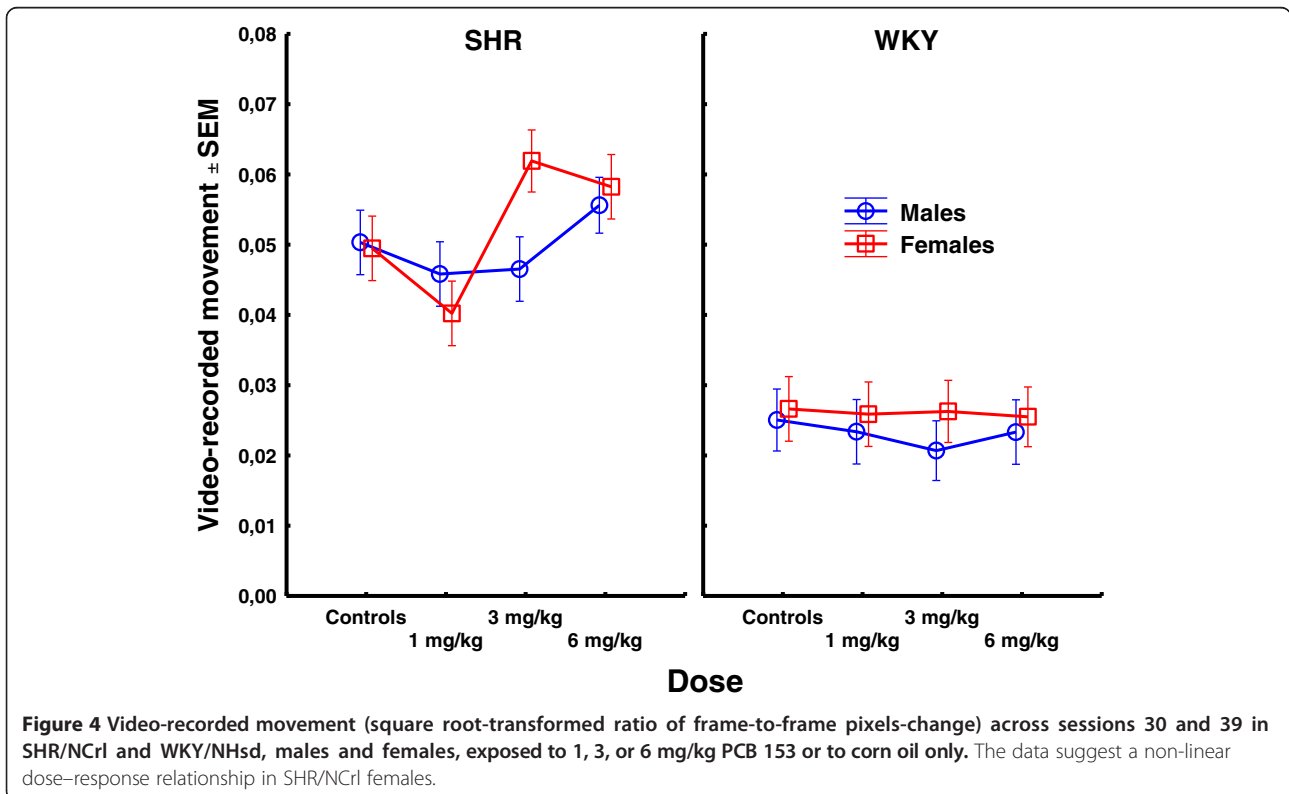 SHR
WKY
Video-recorded movement ± SEM
0,08
0,07
0,06
0,05
0,04
0,03
0,02
0,01
0,00
Males
Females
Controls
1 mg/kg
3 mg/kg
6 mg/kg
Controls
1 mg/kg
3 mg/kg
6 mg/kg
Dose
Figure 4 Video-recorded movement (square root-transformed ratio of frame-to-frame pixels-change) across sessions 30 and 39 in
SHR/NCrl and WKY/NHsd, males and females, exposed to 1, 3, or 6 mg/kg PCB 153 or to corn oil only. The data suggest a non-linear
dose–response relationship in SHR/NCrl females.